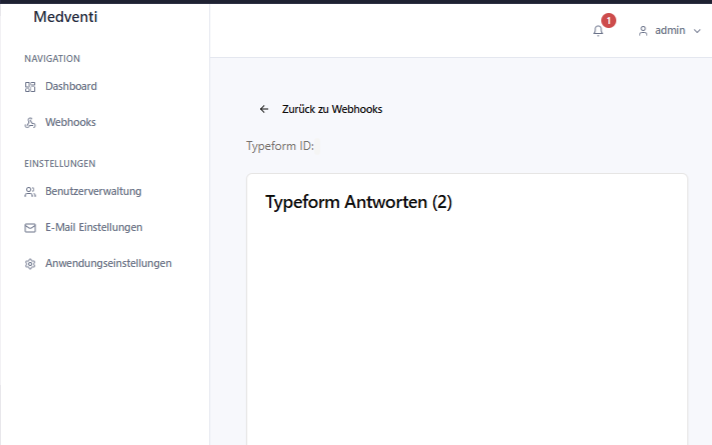 Medventi
1
admin
NAVIGATION
Dashboard
Webhooks
EINSTELLUNGEN
Benutzerverwaltung
E-Mail Einstellungen
Anwendungseinstellungen
Zurück zu Webhooks
Typeform ID:
Typeform Antworten (2)